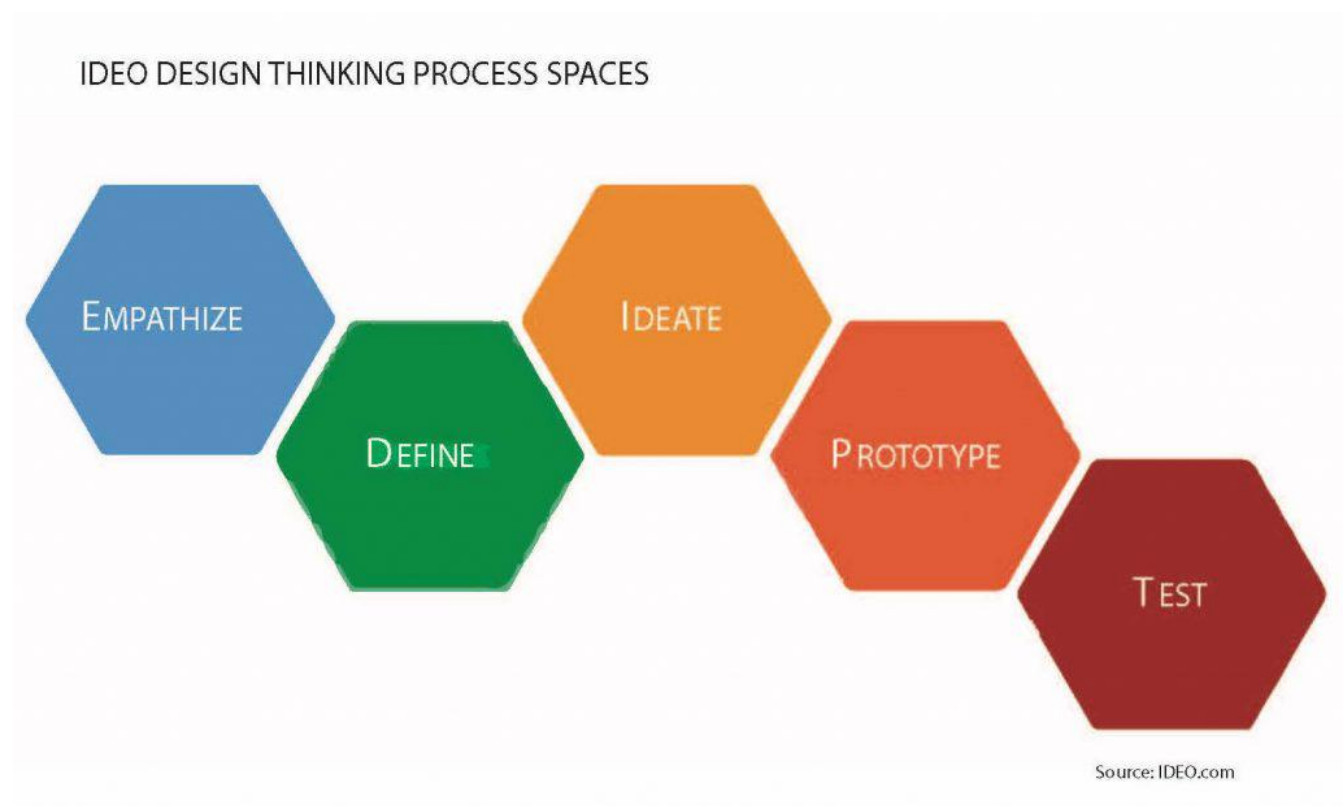 IDEO DESIGN THINKING PROCESS SPACES
EMPATHIZE
DEFINE
IDEATE
PROTOTYPE
TEST
Source: IDEO.com